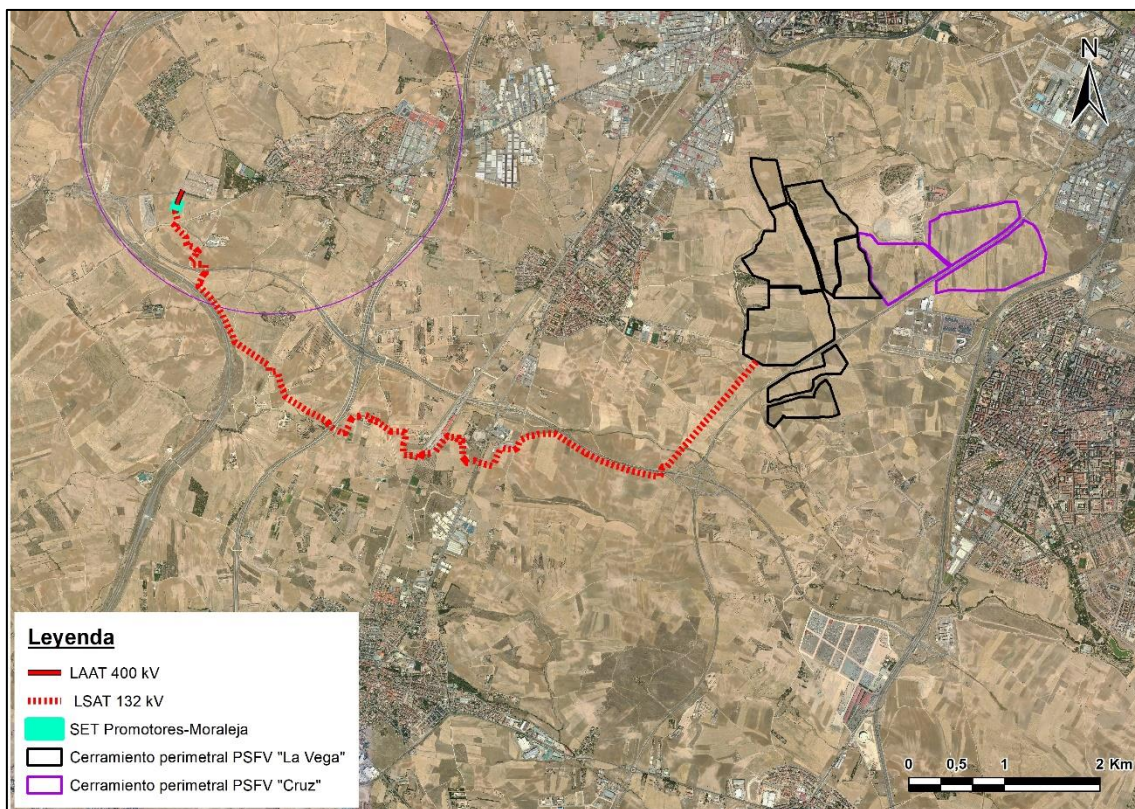 N
Leyenda
LAAT 400 kV
LSAT 132 kV
SET Promotores-Moraleja
Cerramiento perimetral PSFV "La Vega"
Cerramiento perimetral PSFV "Cruz"
0 0,5 1 2 Km